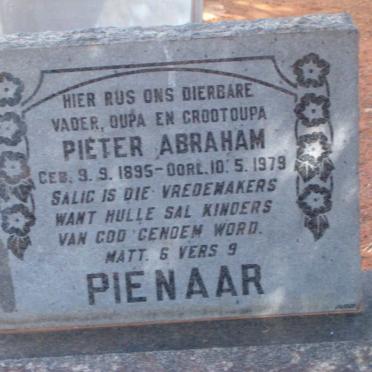 HIER RUS ONS DIERBARE
VADER, OUPA EN GROOTOUPA
PIETER ABRAHAM
GEB. 9. 9. 1895 – OORL. 10. 5. 1979
SALIG IS DIE VREDEMAKERS
WANT HULLE SAL KINDERS
VAN GOD GENOEM WORD.
MATT. 6 VERS 9
PIENAAR